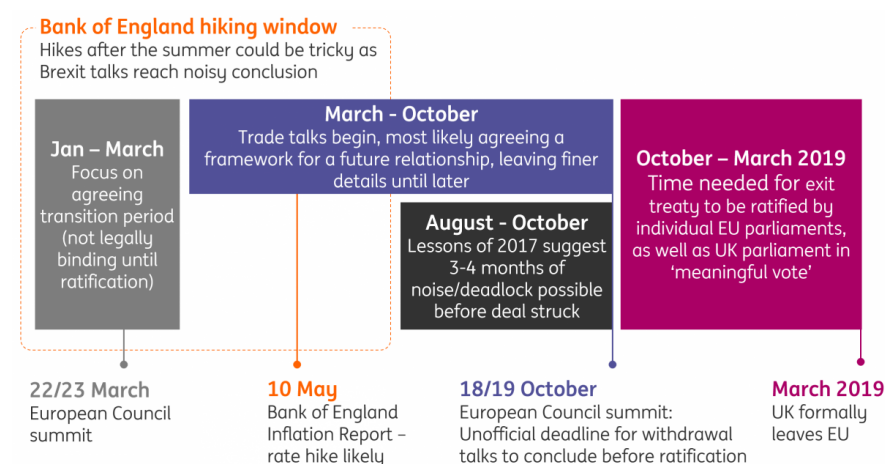 Bank of England hiking window
Hikes after the summer could be tricky as
Brexit talks reach noisy conclusion
Jan – March
Focus on
agreeing
transition period
(not legally
binding until
ratification)
March - October
Trade talks begin, most likely agreeing a
framework for a future relationship, leaving finer
details until later
August - October
Lessons of 2017 suggest
3-4 months of
noise/deadlock possible
before deal struck
October – March 2019
Time needed for exit
treaty to be ratified by
individual EU parliaments,
as well as UK parliament in
‘meaningful vote’
22/23 March
European Council
summit
10 May
Bank of England
Inflation Report –
rate hike likely
18/19 October
European Council summit:
Unofficial deadline for withdrawal
talks to conclude before ratification
March 2019
UK formally
leaves EU